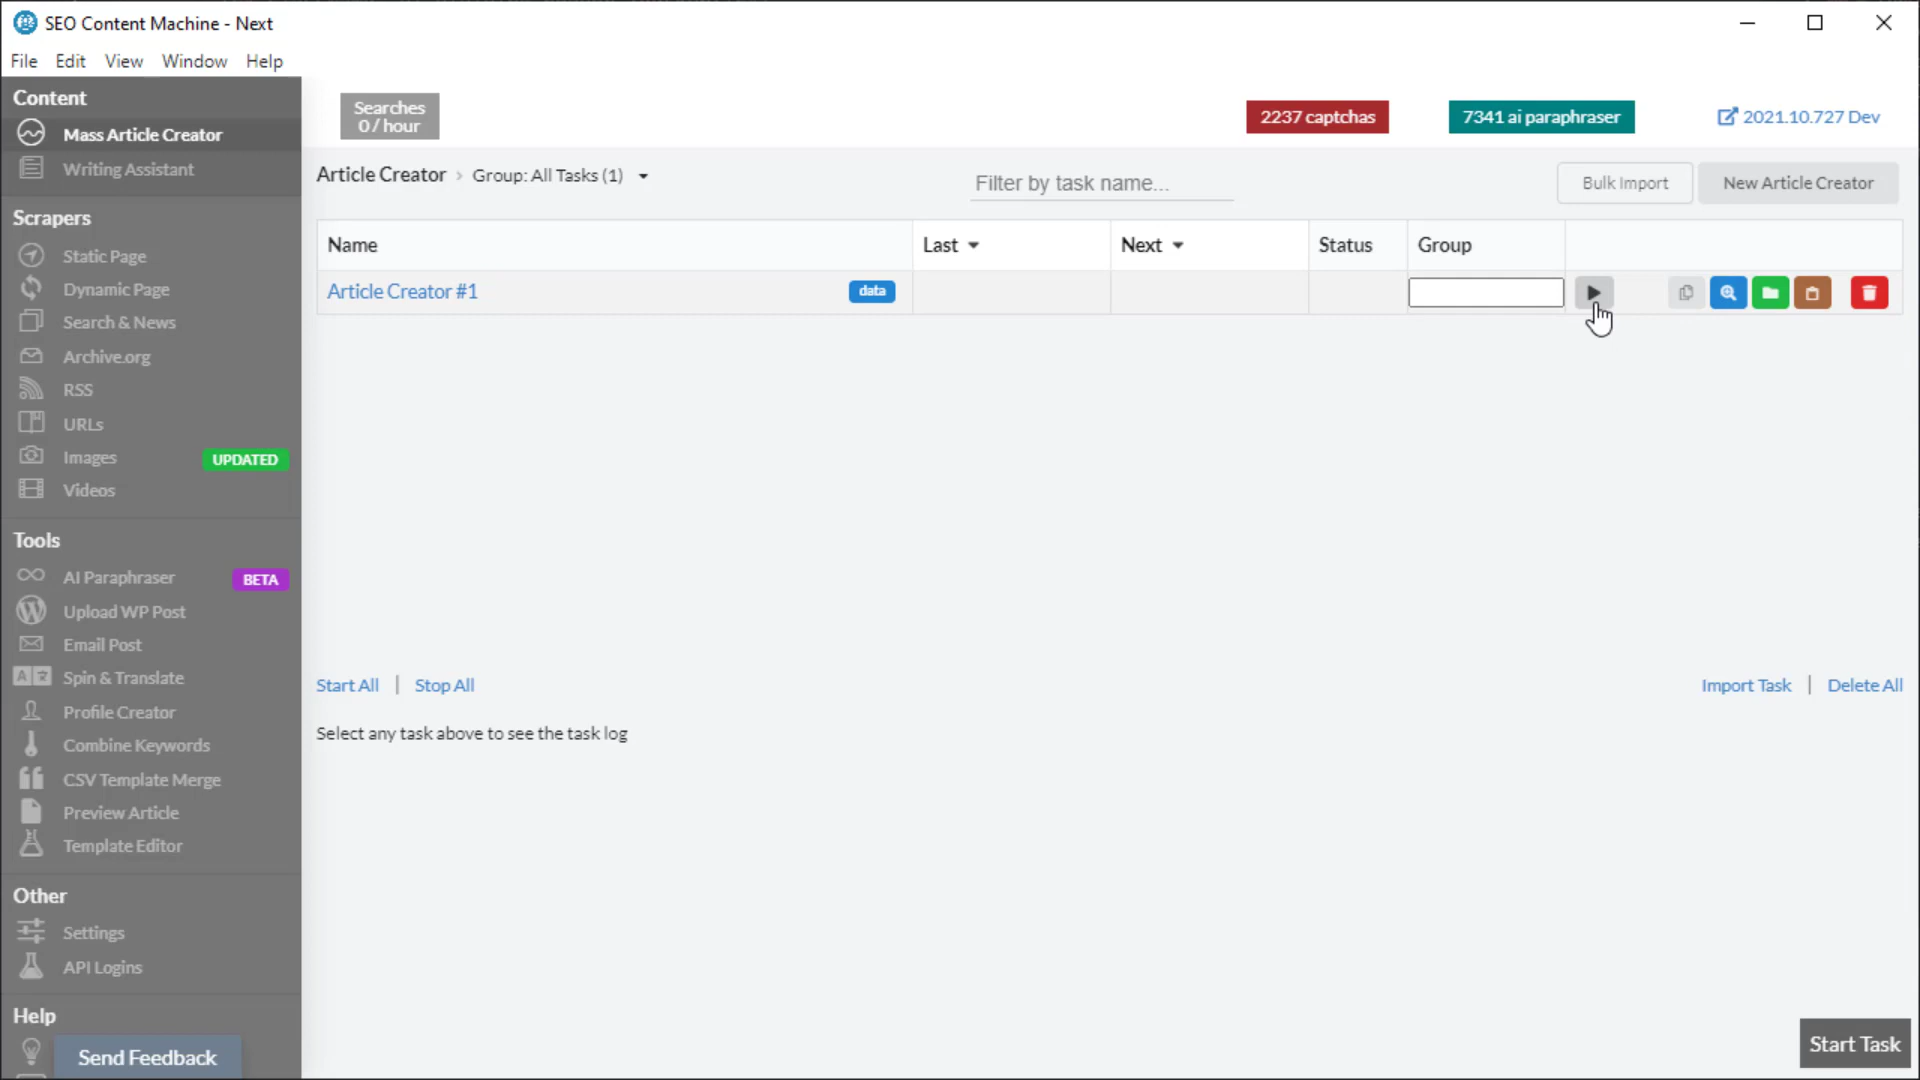 SEO Content Machine - Next
File Edit View Window Help
Content
Mass Article Creator
Writing Assistant
Scrapers
Static Page
Dynamic Page
Search & News
Archive.org
RSS
URLs
Images UPDATED
Videos
Tools
AI Paraphraser BETA
Upload WP Post
Email Post
Spin & Translate
Profile Creator
Combine Keywords
CSV Template Merge
Preview Article
Template Editor
Other
Settings
API Logins
Help
Send Feedback
Searches
0 / hour
2237 captchas
7341 ai paraphraser
2021.10.727 Dev
Article Creator › Group: All Tasks (1)
Filter by task name...
Bulk Import
New Article Creator
Name Last Next Status Group
Article Creator #1 data
Start All | Stop All
Import Task | Delete All
Select any task above to see the task log
Start Task